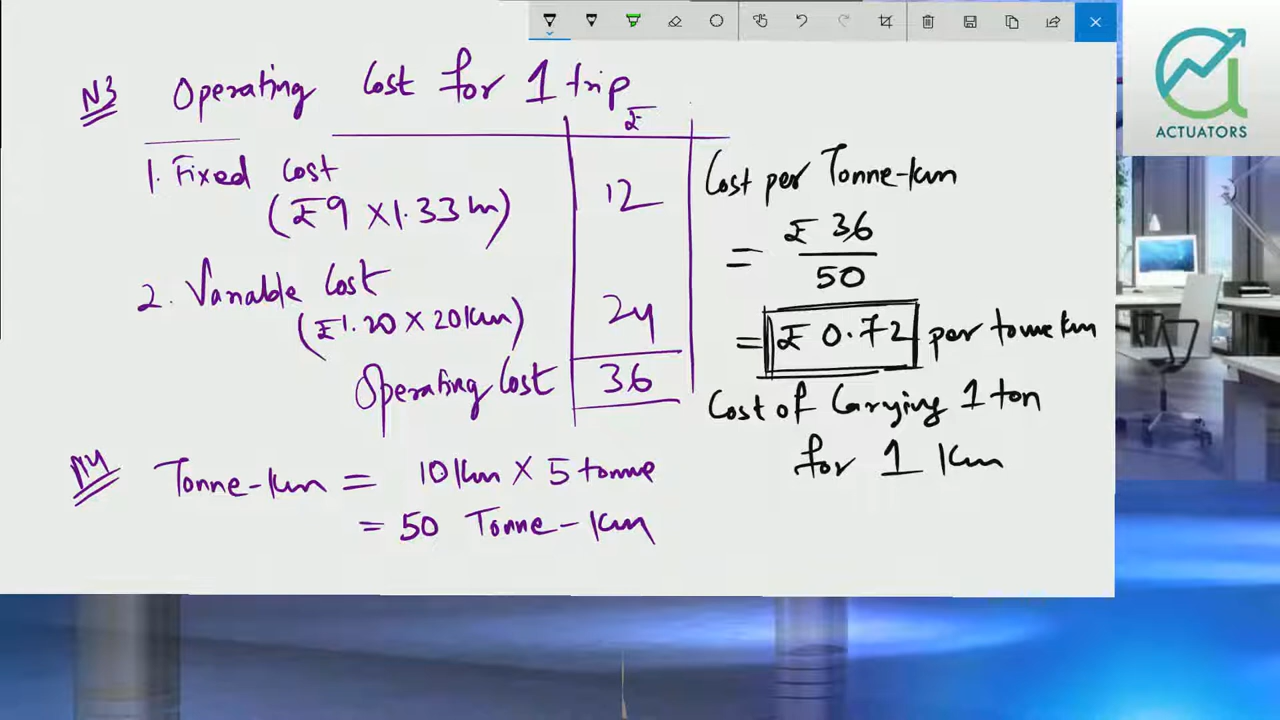 N3 Operating Cost for 1 trip
₹
1. Fixed Cost
(₹9 X 1.33 hr) 12
2. Variable Cost
(₹1.20 X 20 km) 24
Operating Cost 36
N4 Tonne-km = 10 km X 5 tonne
= 50 Tonne-km
Cost per Tonne-km
= ₹ 36
50
= ₹ 0.72 per tonne km
Cost of Carrying 1 ton
for 1 Km
ACTUATORS